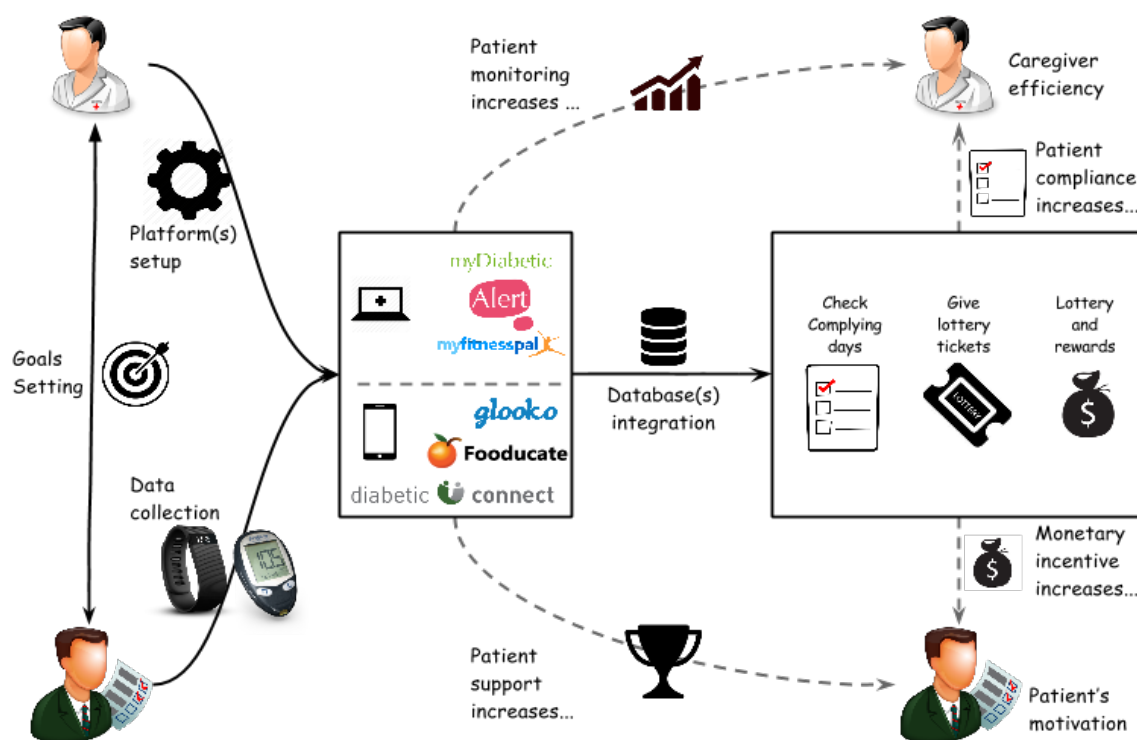 Patient
monitoring
increases ...
Caregiver
efficiency
Patient
compliance
increases...
Platform(s)
setup
myDiabetic
Alert
myfitnesspal
Check
Complying
days
Give
lottery
tickets
Lottery
and
rewards
Goals
Setting
Database(s)
integration
LOTTERY
$
glooko
Fooducate
diabetic connect
Data
collection
105
Monetary
incentive
increases...
$
Patient
support
increases...
Patient's
motivation